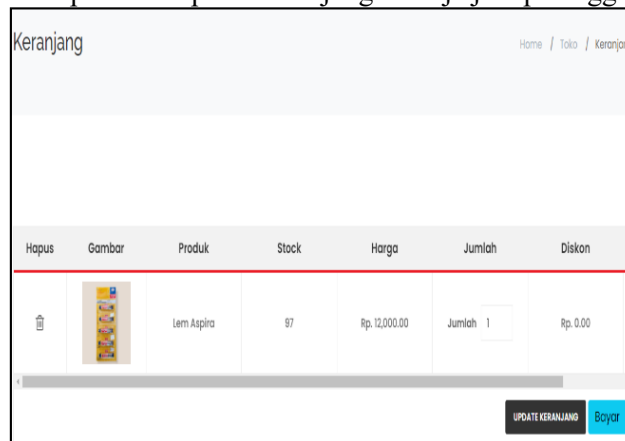 Keranjang
Home / Toko / Keranja
Hapus Gambar Produk Stock Harga Jumlah Diskon
Lem Aspira 97 Rp. 12,000.00 Jumlah 1 Rp. 0.00
UPDATE KERANJANG Bayar